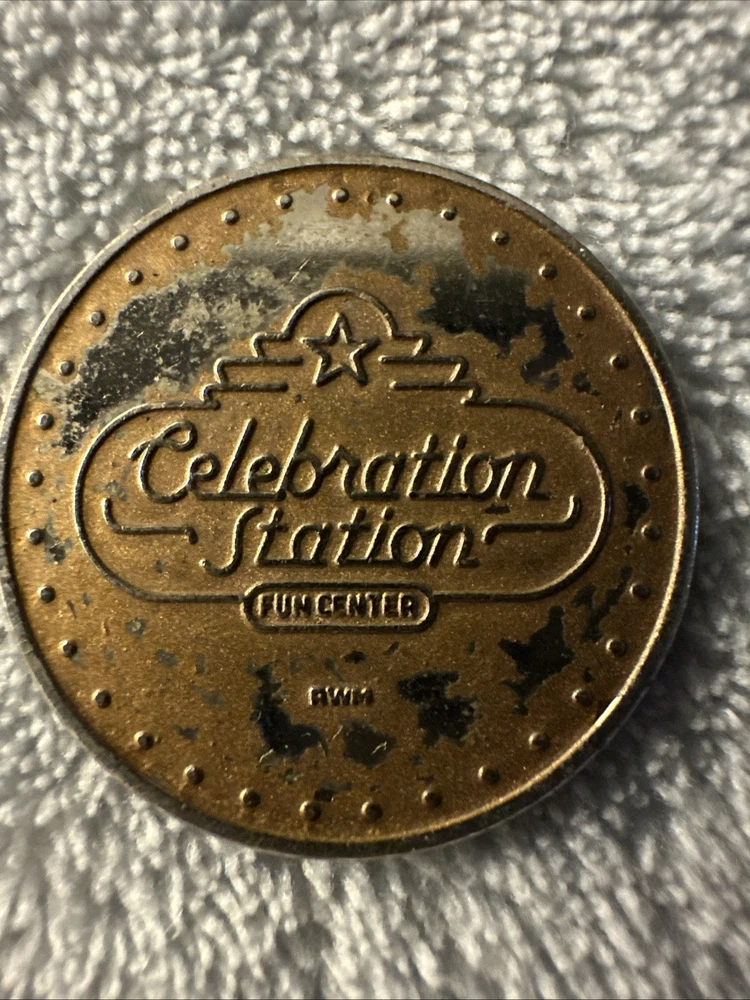 Celebration
Station
FUN CENTER
RWM